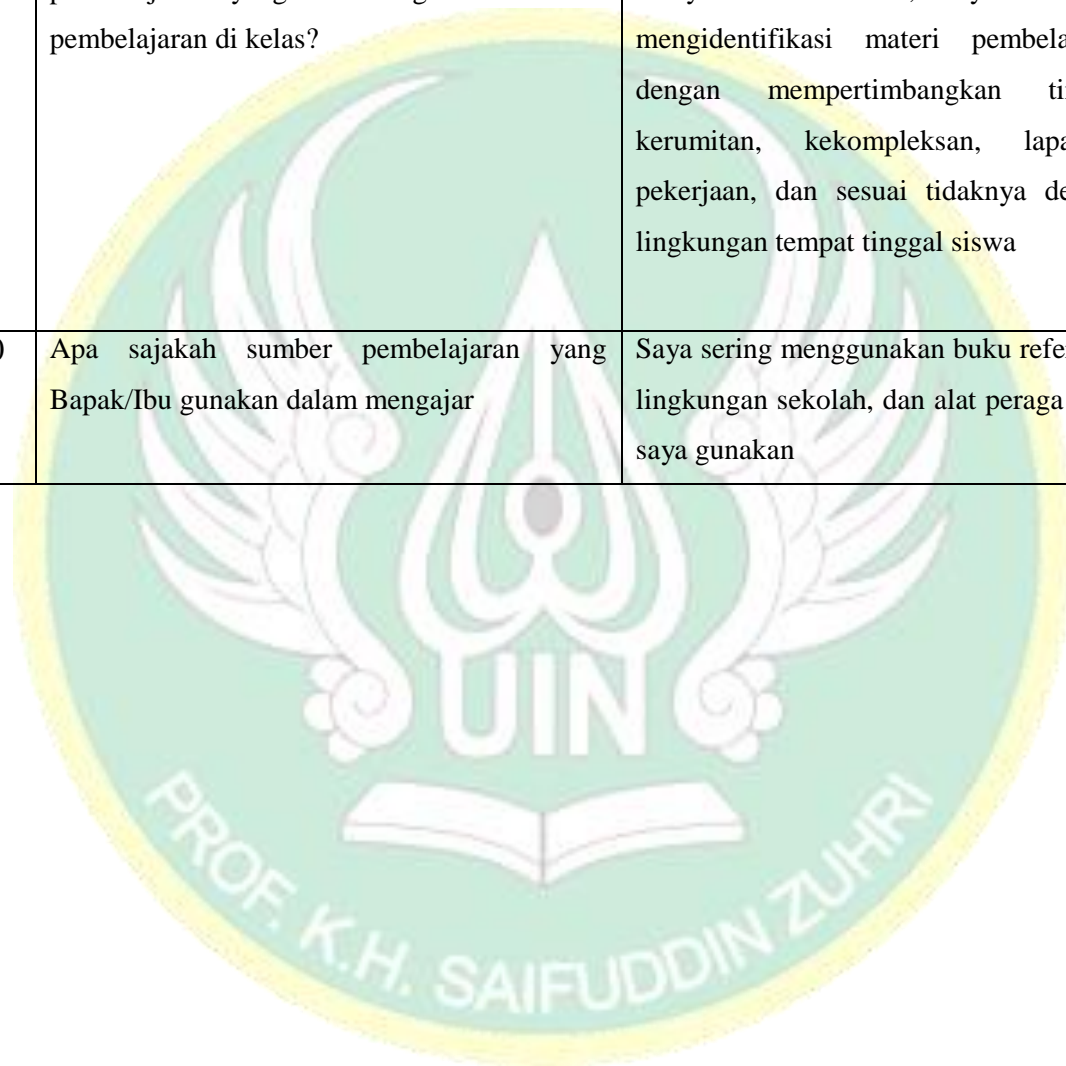 pembelajaran di kelas?
mengidentifikasi materi
dengan mempertimbangkan
kerumitan, kekompleksan,
pekerjaan, dan sesuai tidaknya
lingkungan tempat tinggal siswa
Apa sajakah sumber pembelajaran yang
Bapak/Ibu gunakan dalam mengajar
Saya sering menggunakan buku
lingkungan sekolah, dan alat peraga
saya gunakan
UIN
PROF. K.H. SAIFUDDIN ZUHRI